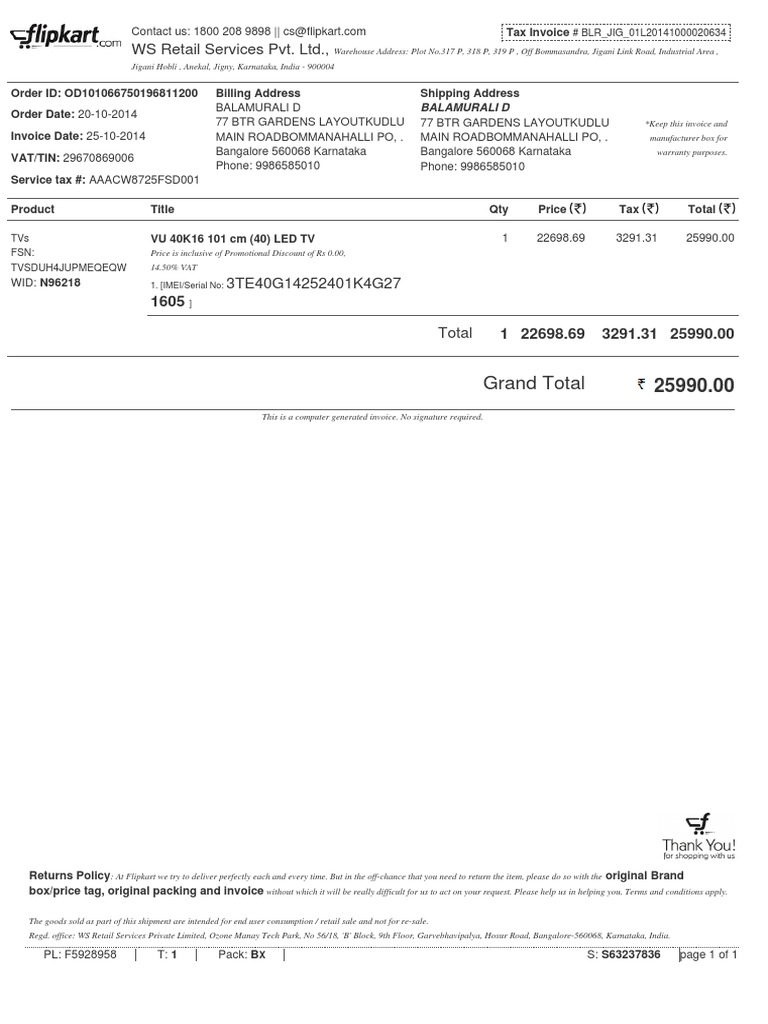 flipkart.com
Contact us: 1800 208 9898 || cs@flipkart.com
Tax Invoice # BLR_JIG_01L20141000020634
WS Retail Services Pvt. Ltd., Warehouse Address: Plot No.317 P, 318 P, 319 P , Off Bommasandra, Jigani Link Road, Industrial Area ,
Jigani Hobli , Anekal, Jigny, Karnataka, India - 900004
Order ID: OD101066750196811200
Order Date: 20-10-2014
Invoice Date: 25-10-2014
VAT/TIN: 29670869006
Service tax #: AAACW8725FSD001
Billing Address
BALAMURALI D
77 BTR GARDENS LAYOUTKUDLU
MAIN ROADBOMMANAHALLI PO, .
Bangalore 560068 Karnataka
Phone: 9986585010
Shipping Address
BALAMURALI D
77 BTR GARDENS LAYOUTKUDLU
MAIN ROADBOMMANAHALLI PO, .
Bangalore 560068 Karnataka
Phone: 9986585010
*Keep this invoice and
manufacturer box for
warranty purposes.
Product Title Qty Price (₹) Tax (₹) Total (₹)
TVs
FSN:
TVSDUH4JUPMEQEQW
WID: N96218
VU 40K16 101 cm (40) LED TV 1 22698.69 3291.31 25990.00
Price is inclusive of Promotional Discount of Rs 0.00,
14.50% VAT
1. [IMEI/Serial No: 3TE40G14252401K4G27
1605 ]
Total 1 22698.69 3291.31 25990.00
Grand Total ₹ 25990.00
This is a computer generated invoice. No signature required.
Thank You!
for shopping with us
Returns Policy: At Flipkart we try to deliver perfectly each and every time. But in the off-chance that you need to return the item, please do so with the original Brand
box/price tag, original packing and invoice without which it will be really difficult for us to act on your request. Please help us in helping you. Terms and conditions apply.
The goods sold as part of this shipment are intended for end user consumption / retail sale and not for re-sale.
Regd. office: WS Retail Services Private Limited, Ozone Manay Tech Park, No 56/18, 'B' Block, 9th Floor, Garvebhavipalya, Hosur Road, Bangalore-560068, Karnataka, India.
PL: F5928958 | T: 1 | Pack: Bx | S: S63237836 |page 1 of 1